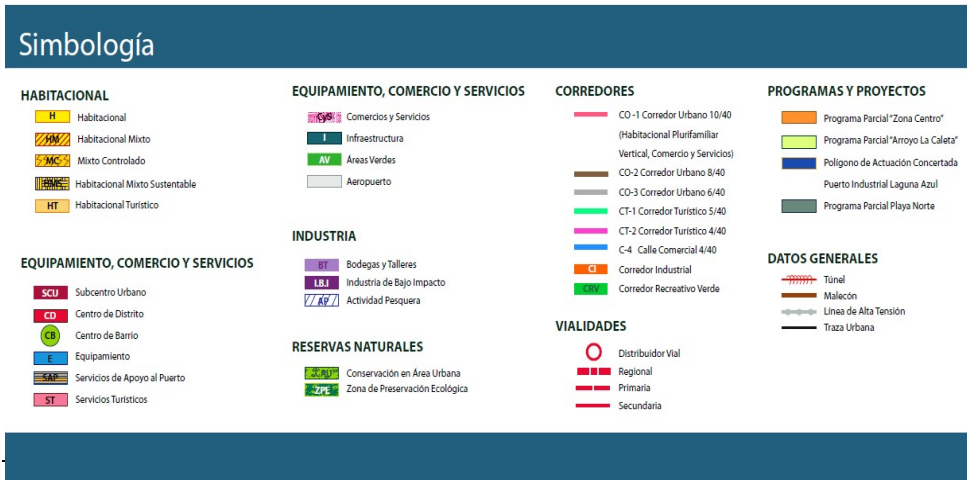 Simbología
HABITACIONAL
H Habitacional
HM Habitacional Mixto
MC Mixto Controlado
HMS Habitacional Mixto Sustentable
HT Habitacional Turístico
EQUIPAMIENTO, COMERCIO Y SERVICIOS
SCU Subcentro Urbano
CD Centro de Distrito
CB Centro de Barrio
E Equipamiento
SAP Servicios de Apoyo al Puerto
ST Servicios Turísticos
EQUIPAMIENTO, COMERCIO Y SERVICIOS
CyS Comercios y Servicios
I Infraestructura
AV Áreas Verdes
Aeropuerto
INDUSTRIA
BT Bodegas y Talleres
I.B.I Industria de Bajo Impacto
AP Actividad Pesquera
RESERVAS NATURALES
CAU Conservación en Área Urbana
ZPE Zona de Preservación Ecológica
CORREDORES
CO -1 Corredor Urbano 10/40
(Habitacional Plurifamiliar
Vertical, Comercio y Servicios)
CO-2 Corredor Urbano 8/40
CO-3 Corredor Urbano 6/40
CT-1 Corredor Turístico 5/40
CT-2 Corredor Turístico 4/40
C-4 Calle Comercial 4/40
CI Corredor Industrial
CRV Corredor Recreativo Verde
VIALIDADES
Distribuidor Vial
Regional
Primaria
Secundaria
PROGRAMAS Y PROYECTOS
Programa Parcial "Zona Centro"
Programa Parcial "Arroyo La Caleta"
Polígono de Actuación Concertada
Puerto Industrial Laguna Azul
Programa Parcial Playa Norte
DATOS GENERALES
Túnel
Malecón
Línea de Alta Tensión
Traza Urbana